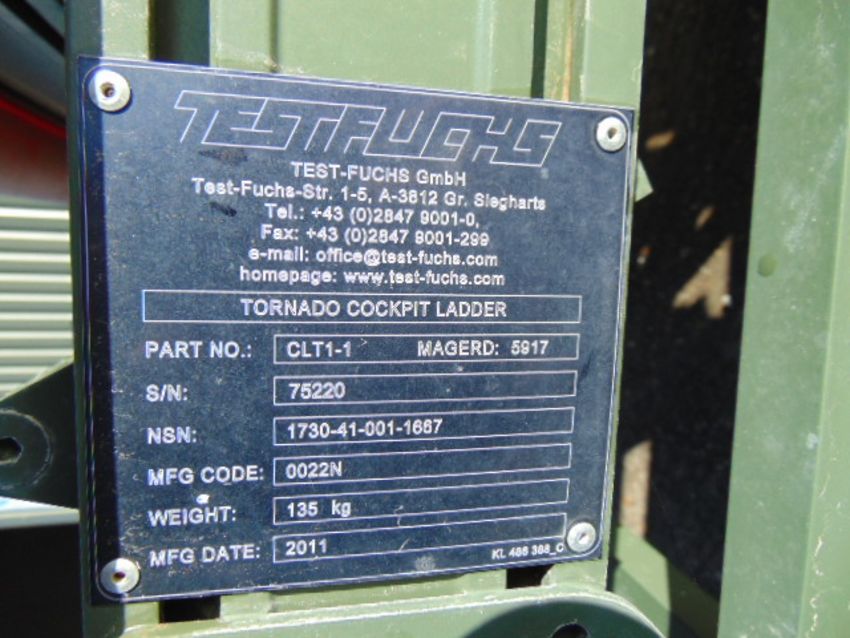 TESTFUCHS
TEST-FUCHS GmbH
Test-Fuchs-Str. 1-5, A-3812 Gr. Siegharts
Tel.: +43 (0)2847 9001-0,
Fax: +43 (0)2847 9001-299
e-mail: office@test-fuchs.com
homepage: www.test-fuchs.com
TORNADO COCKPIT LADDER
PART NO.: CLT1-1 MAGERD: 5917
S/N: 75220
NSN: 1730-41-001-1667
MFG CODE: 0022N
WEIGHT: 135 kg
MFG DATE: 2011
KL 486 388_C